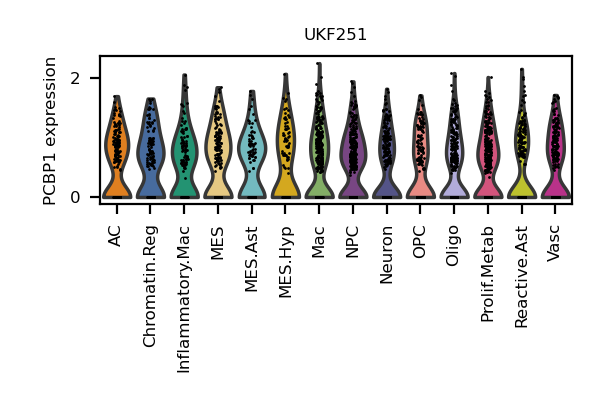 UKF251
PCBP1 expression
2
0
AC
Chromatin.Reg
Inflammatory.Mac
MES
MES.Ast
MES.Hyp
Mac
NPC
Neuron
OPC
Oligo
Prolif.Metab
Reactive.Ast
Vasc